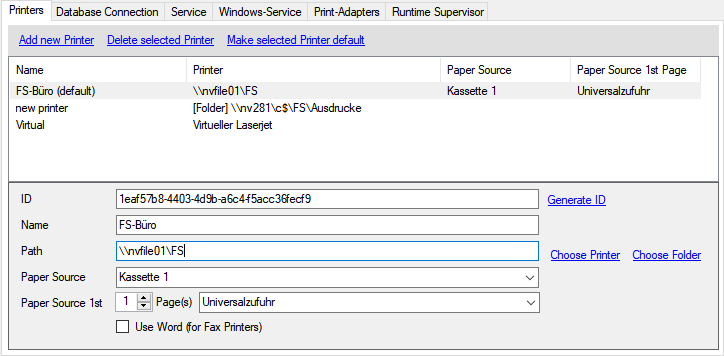 Printers Database Connection Service Windows-Service Print-Adapters Runtime Supervisor
Add new Printer Delete selected Printer Make selected Printer default
Name Printer Paper Source Paper Source 1st Page
FS-Büro (default) \\nvfile01\FS Kassette 1 Universalzufuhr
new printer [Folder] \\nv281\c$\FS\Ausdrucke
Virtual Virtueller Laserjet
ID 1eaf57b8-4403-4d9b-a6c4-f5acc36fecf9 Generate ID
Name FS-Büro
Path \\nvfile01\FS Choose Printer Choose Folder
Paper Source Kassette 1
Paper Source 1st 1 Page(s) Universalzufuhr
Use Word (for Fax Printers)